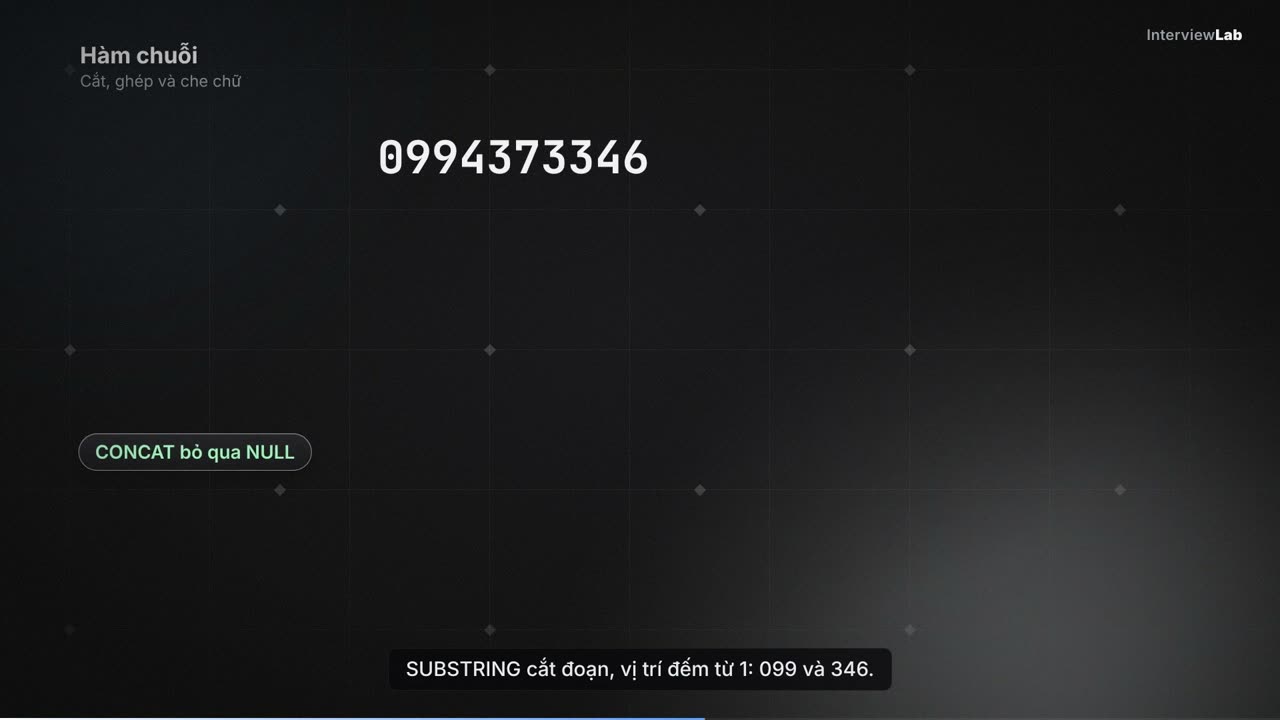 Hàm chuỗi
Cắt, ghép và che chữ
InterviewLab
0994373346
CONCAT bỏ qua NULL
SUBSTRING cắt đoạn, vị trí đếm từ 1: 099 và 346.